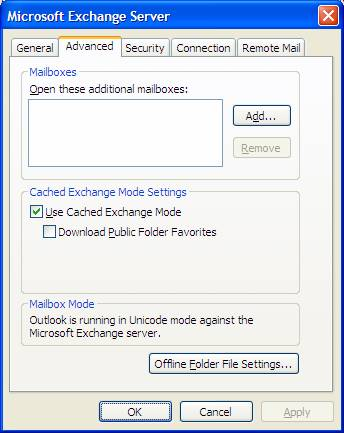 Microsoft Exchange Server
General Advanced Security Connection Remote Mail
Mailboxes
Open these additional mailboxes:
Add...
Remove
Cached Exchange Mode Settings
Use Cached Exchange Mode
Download Public Folder Favorites
Mailbox Mode
Outlook is running in Unicode mode against the
Microsoft Exchange server.
Offline Folder File Settings...
OK Cancel Apply